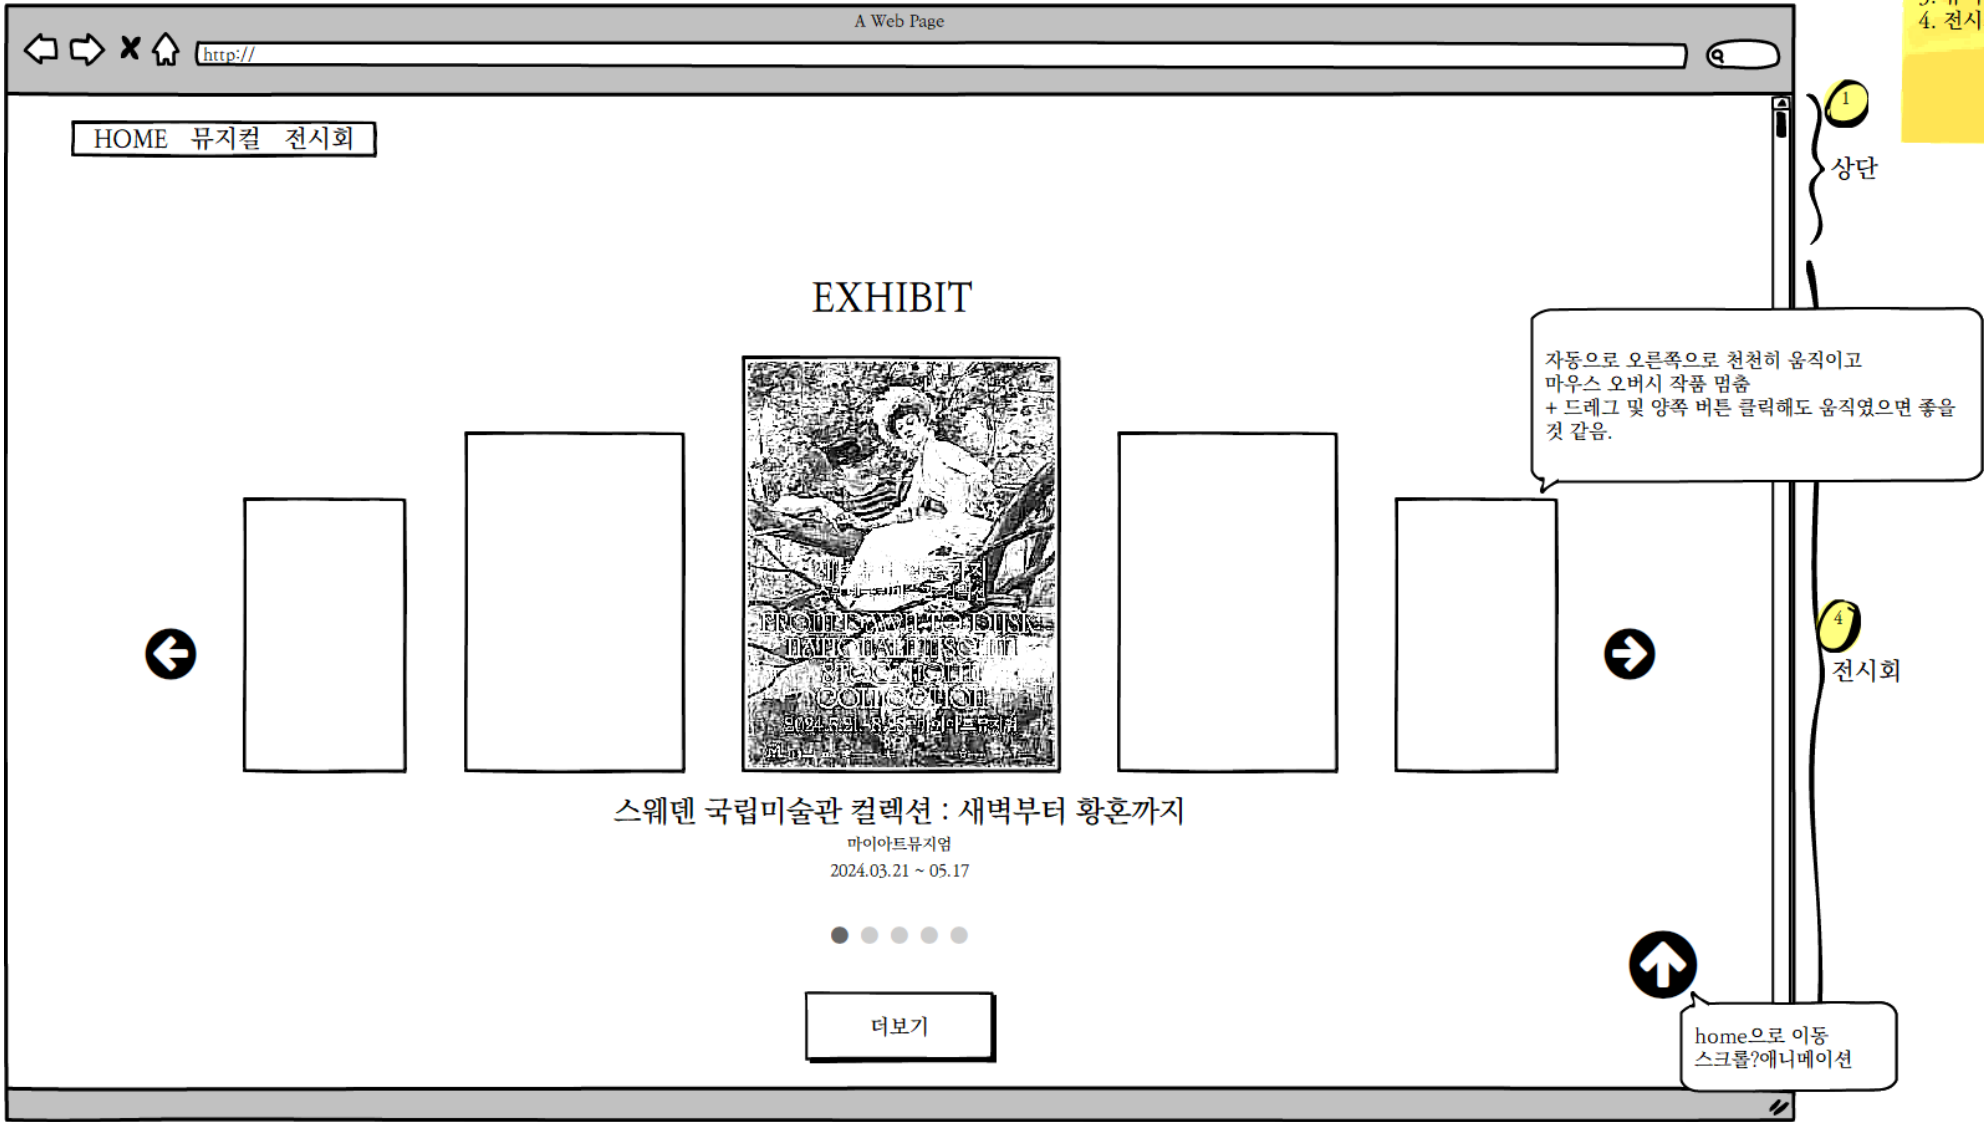 A Web Page
http://
4. 전시
1
HOME 뮤지컬 전시회
상단
EXHIBIT
자동으로 오른쪽으로 천천히 움직이고
마우스 오버시 작품 멈춤
+ 드레그 및 양쪽 버튼 클릭해도 움직였으면 좋을
것 같음.
COLLECTION
4
전시회
스웨덴 국립미술관 컬렉션 : 새벽부터 황혼까지
마이아트뮤지엄
2024.03.21 ~ 05.17
더보기
home으로 이동
스크롤?애니메이션